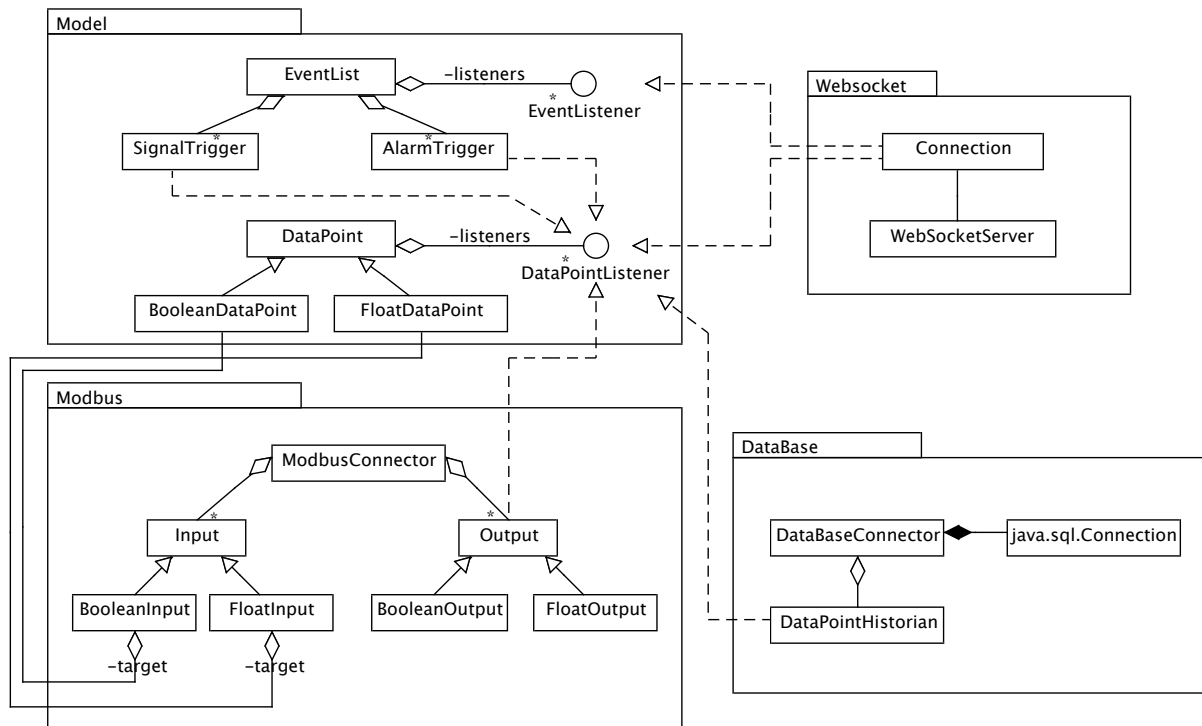 Model
EventList
-listeners
*
EventListener
SignalTrigger
*
AlarmTrigger
*
DataPoint
-listeners
*
DataPointListener
BooleanDataPoint
FloatDataPoint
Websocket
Connection
WebSocketServer
Modbus
ModbusConnector
*
Input
*
Output
BooleanInput
FloatInput
BooleanOutput
FloatOutput
-target
-target
DataBase
DataBaseConnector
java.sql.Connection
DataPointHistorian